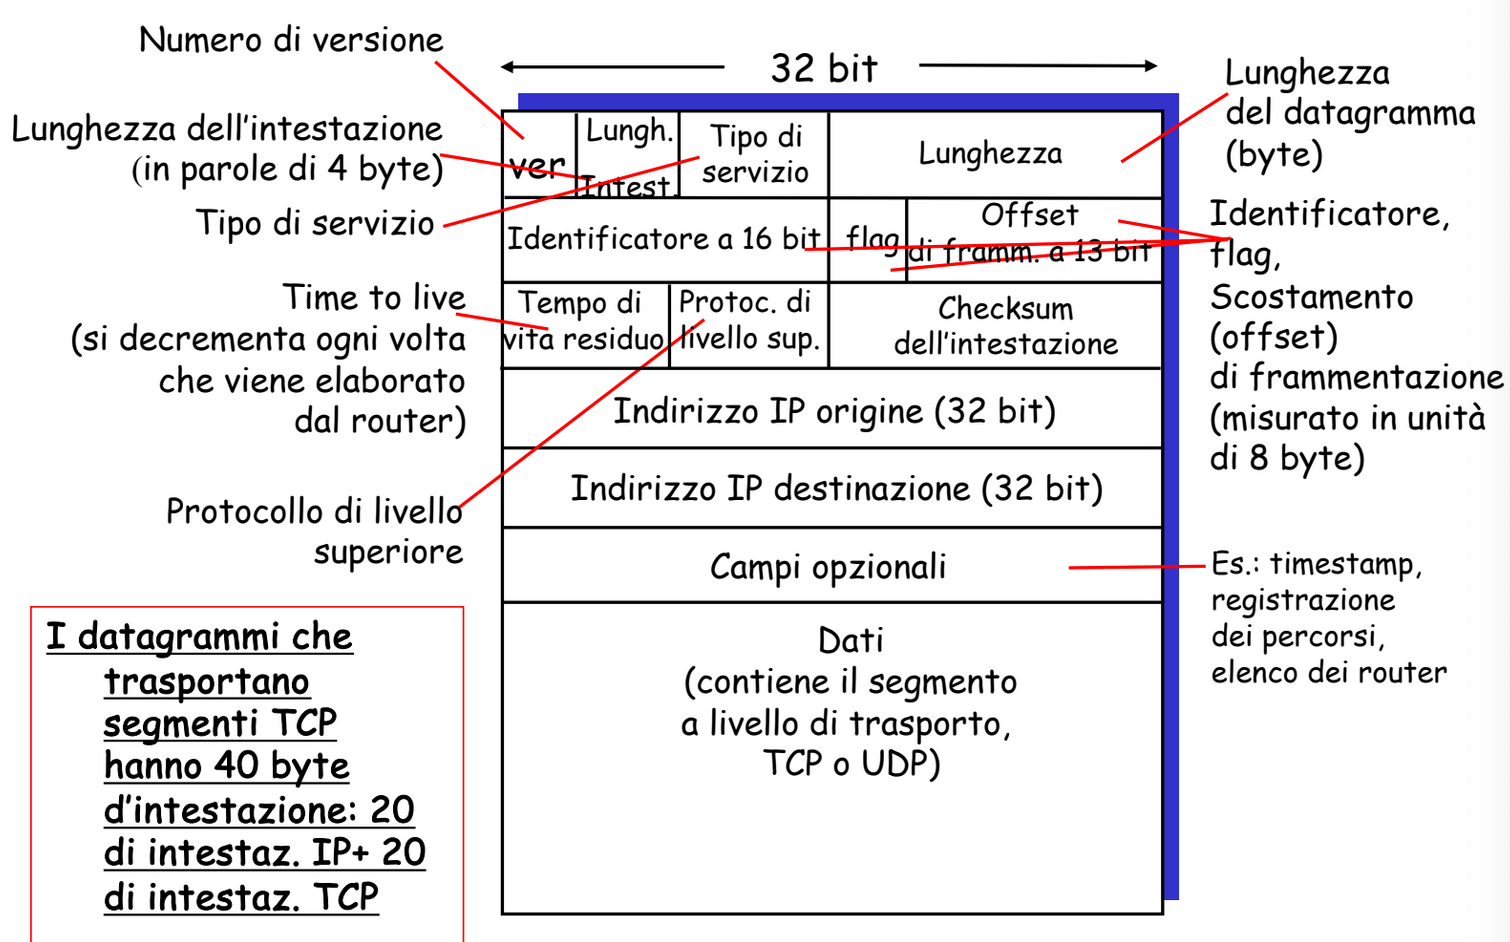 Numero di versione
32 bit
Lunghezza
del datagramma
(byte)
Lunghezza dell'intestazione
(in parole di 4 byte)
Tipo di servizio
ver
Lungh.
Intest.
Tipo di
servizio
Lunghezza
Identificatore a 16 bit
flag
Offset
di framm. a 13 bit
Identificatore,
flag,
Scostamento
(offset)
di frammentazione
(misurato in unità
di 8 byte)
Time to live
(si decrementa ogni volta
che viene elaborato
dal router)
Tempo di
vita residuo
Protoc. di
livello sup.
Checksum
dell'intestazione
Indirizzo IP origine (32 bit)
Indirizzo IP destinazione (32 bit)
Protocollo di livello
superiore
Campi opzionali
Es.: timestamp,
registrazione
dei percorsi,
elenco dei router
Dati
(contiene il segmento
a livello di trasporto,
TCP o UDP)
I datagrammi che
trasportano
segmenti TCP
hanno 40 byte
d'intestazione: 20
di intestaz. IP+ 20
di intestaz. TCP